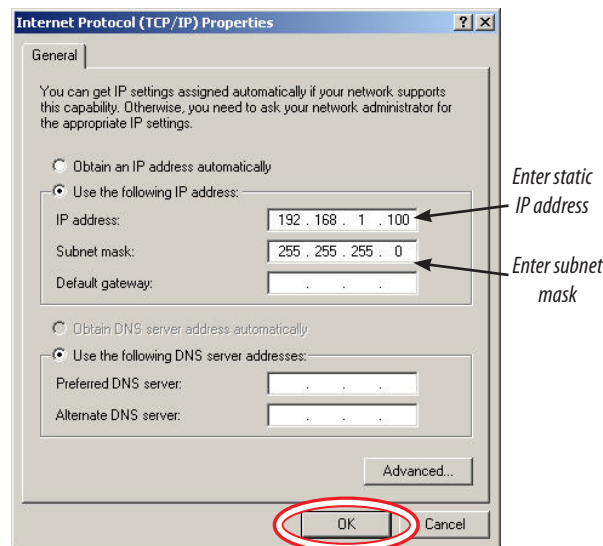 Internet Protocol (TCP/IP) Properties
General
You can get IP settings assigned automatically if your network supports
this capability. Otherwise, you need to ask your network administrator for
the appropriate IP settings.
Obtain an IP address automatically
Use the following IP address:
IP address: 192 . 168 . 1 . 100
Subnet mask: 255 . 255 . 255 . 0
Default gateway: . . .
Obtain DNS server address automatically
Use the following DNS server addresses:
Preferred DNS server: . . .
Alternate DNS server: . . .
Advanced...
OK
Cancel
Enter static
IP address
Enter subnet
mask